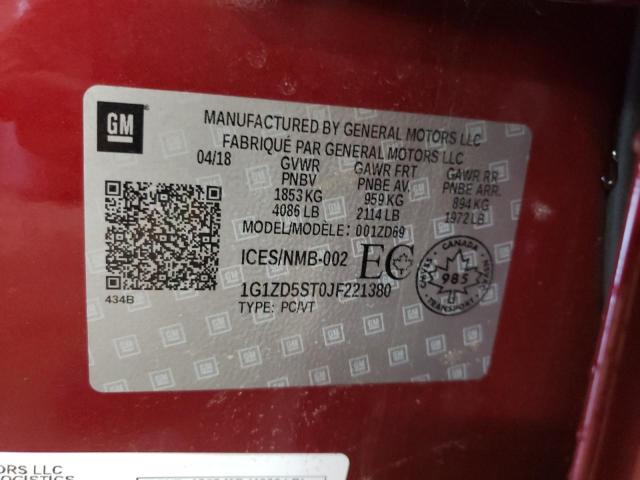 GM
MANUFACTURED BY GENERAL MOTORS LLC
FABRIQUÉ PAR GENERAL MOTORS LLC
04/18 GVWR GAWR FRT GAWR RR
PNBV PNBE AV. PNBE ARR.
1853 KG 959 KG 894 KG
4086 LB 2114 LB 1972 LB
MODEL/MODÈLE: 001ZD69
ICES/NMB-002 EC
CANADA
985
TRANSPORT
1G1ZD5ST0JF221380
434B
TYPE: PC/VT
ORS LLC
OGISTICS